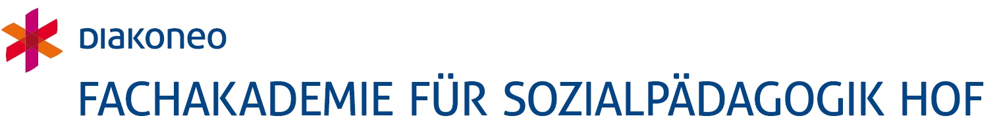 DIaKoneo
FACHAKADEMIE FÜR SOZIALPÄDAGOGIK HOF